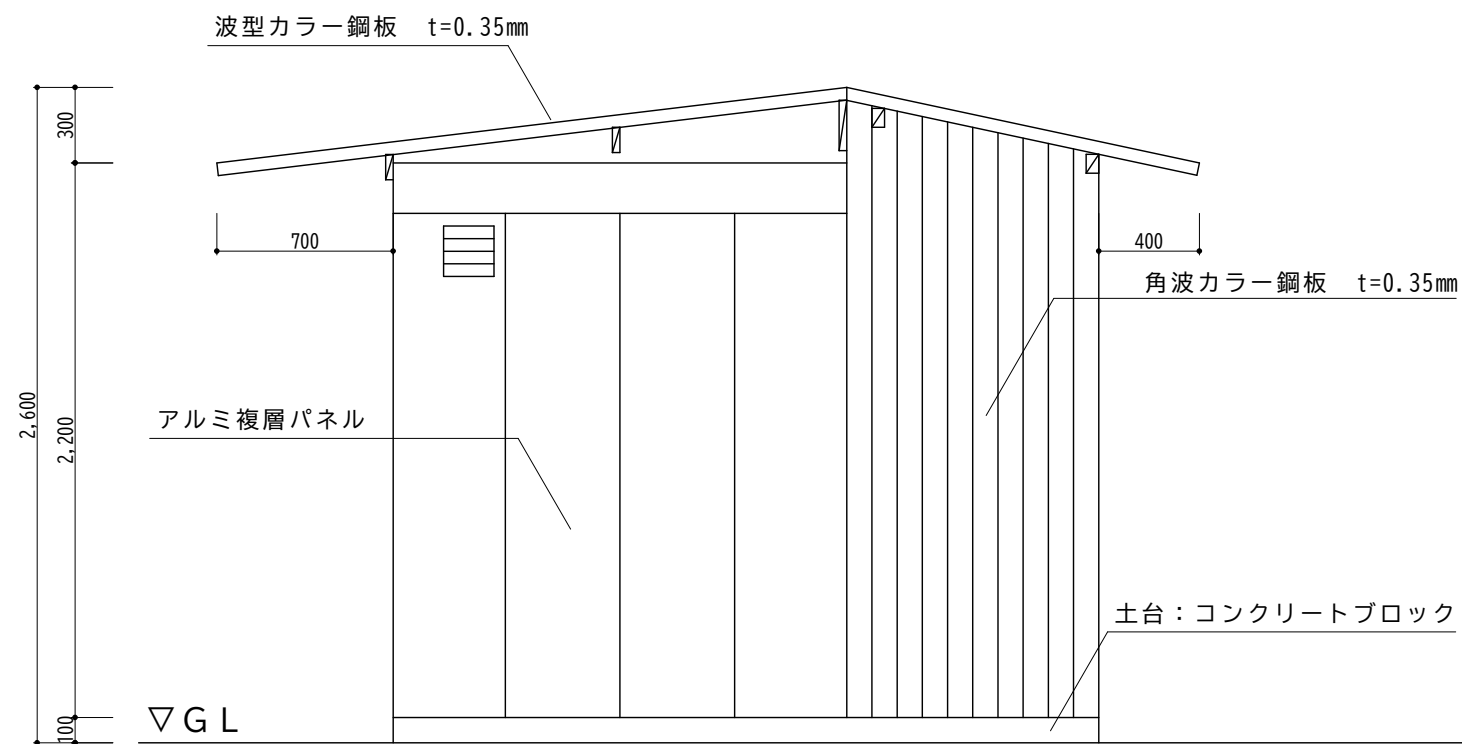 波型カラー鋼板　t=0.35㎜
300
700
400
角波カラー鋼板　t=0.35㎜
2,600
2,200
アルミ複層パネル
土台：コンクリートブロック
100
▽ＧＬ